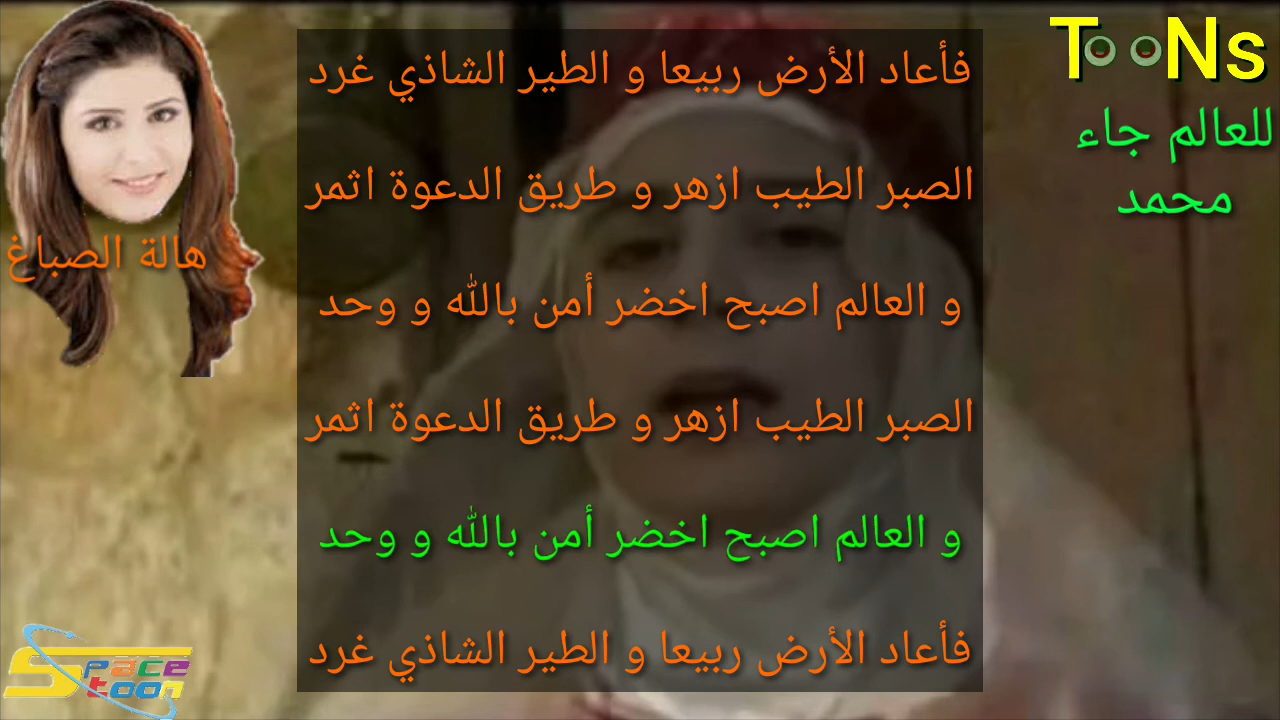 فأعاد الأرض ربيعا و الطير الشاذي غرد
الصبر الطيب ازهر و طريق الدعوة اثمر
و العالم اصبح اخضر أمن بالله و وحد
الصبر الطيب ازهر و طريق الدعوة اثمر
و العالم اصبح اخضر أمن بالله و وحد
فأعاد الأرض ربيعا و الطير الشاذي غرد
TooNs
للعالم جاء
محمد
هالة الصباغ
Space
toon